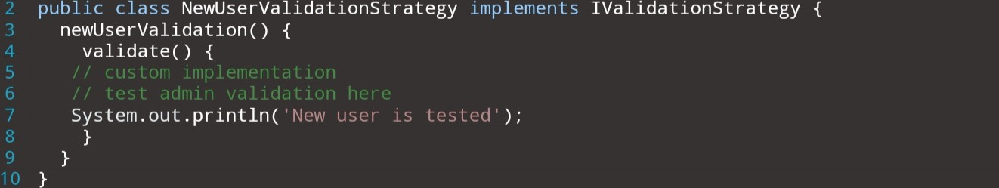 2 public class NewUserValidationStrategy implements IValidationStrategy {
3 newUserValidation() {
4 validate() {
5 // custom implementation
6 // test admin validation here
7 System.out.println('New user is tested');
8 }
9 }
10 }